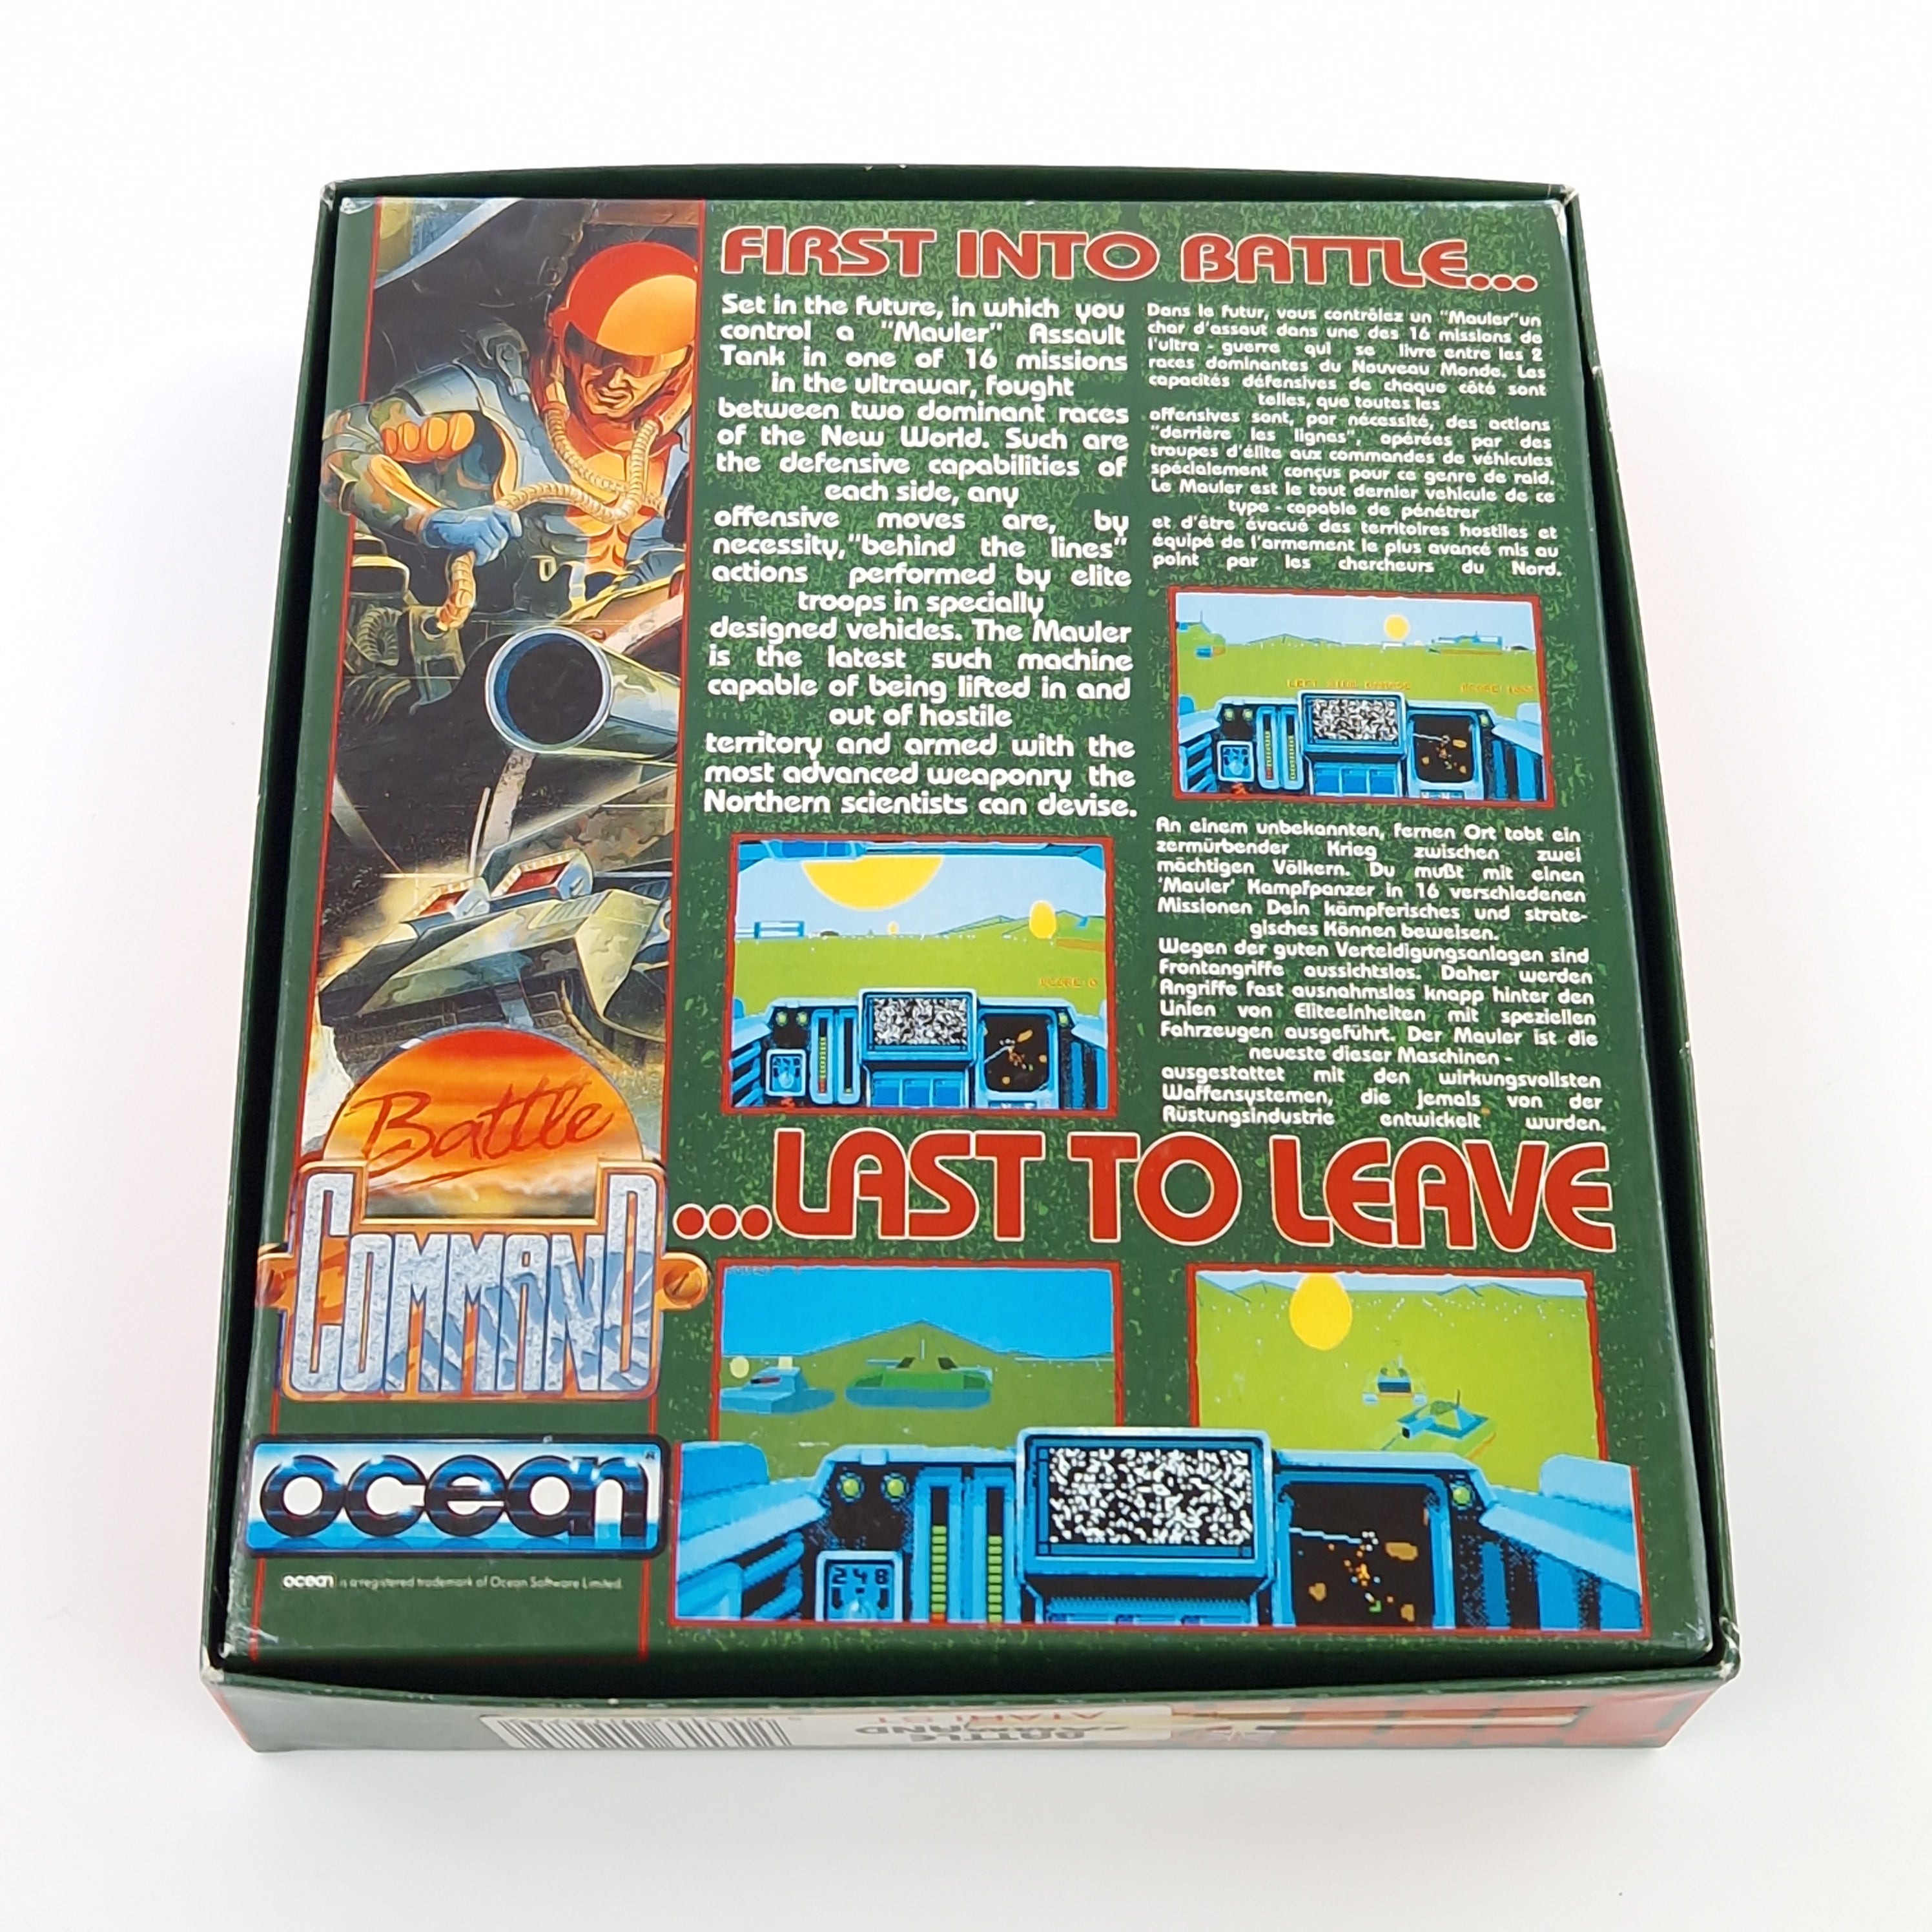 FIRST INTO BATTLE...
Set in the future, in which you
control a "Mauler" Assault
Tank in one of 16 missions
in the ultrawar, fought
between two dominant races
of the New World. Such are
the defensive capabilities of
each side, any
offensive moves are, by
necessity, "behind the lines"
actions performed by elite
troops in specially
designed vehicles. The Mauler
is the latest such machine
capable of being lifted in and
out of hostile
territory and armed with the
most advanced weaponry the
Northern scientists can devise.
Dans le futur, vous contrôlez un "Mauler"un
char d'assaut dans une des 16 missions de
l'ultra - guerre qui se livre entre les 2
races dominantes du Nouveau Monde. Les
capacités défensives de chaque côté sont
telles, que toutes les
offensives sont, par nécessité, des actions
"derrière les lignes", opérées par des
troupes d'élite aux commandes de véhicules
spécialement conçus pour ce genre de raid.
Le Mauler est le tout dernier vehicule de ce
type - capable de pénétrer
et d'être évacué des territoires hostiles et
équipé de l'armement le plus avancé mis au
point par les chercheurs du Nord.
An einem unbekannten, fernen Ort tobt ein
zermürbender Krieg zwischen zwei
mächtigen Völkern. Du mußt mit einen
'Mauler' Kampfpanzer in 16 verschiedenen
Missionen Dein kämpferisches und strate-
gisches Können beweisen.
Wegen der guten Verteidigungsanlagen sind
Frontangriffe aussichtslos. Daher werden
Angriffe fast ausnahmslos knapp hinter den
Linien von Eliteeinheiten mit speziellen
Fahrzeugen ausgeführt. Der Mauler ist die
neueste dieser Maschinen -
ausgestattet mit den wirkungsvollsten
Waffensystemen, die jemals von der
Rüstungsindustrie entwickelt wurden.
...LAST TO LEAVE
Battle
COMMAND
ocean®
ocean is a registered trademark of Ocean Software Limited.
248
ATARI ST
BATTLE
COMMAND